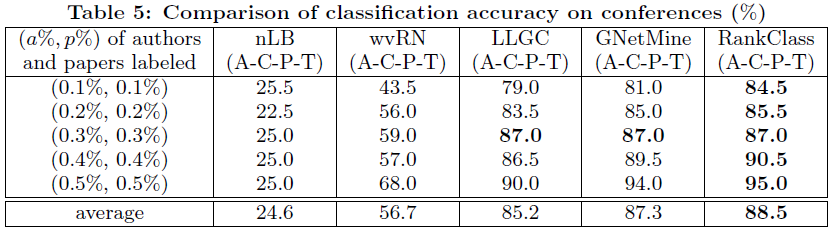 Table 5: Comparison of classification accuracy on conferences (%)
(a%, p%) of authors and papers labeled | nLB (A-C-P-T) | wvRN (A-C-P-T) | LLGC (A-C-P-T) | GNetMine (A-C-P-T) | RankClass (A-C-P-T)
(0.1%, 0.1%) 25.5 43.5 79.0 81.0 84.5
(0.2%, 0.2%) 22.5 56.0 83.5 85.0 85.5
(0.3%, 0.3%) 25.0 59.0 87.0 87.0 87.0
(0.4%, 0.4%) 25.0 57.0 86.5 89.5 90.5
(0.5%, 0.5%) 25.0 68.0 90.0 94.0 95.0
average 24.6 56.7 85.2 87.3 88.5